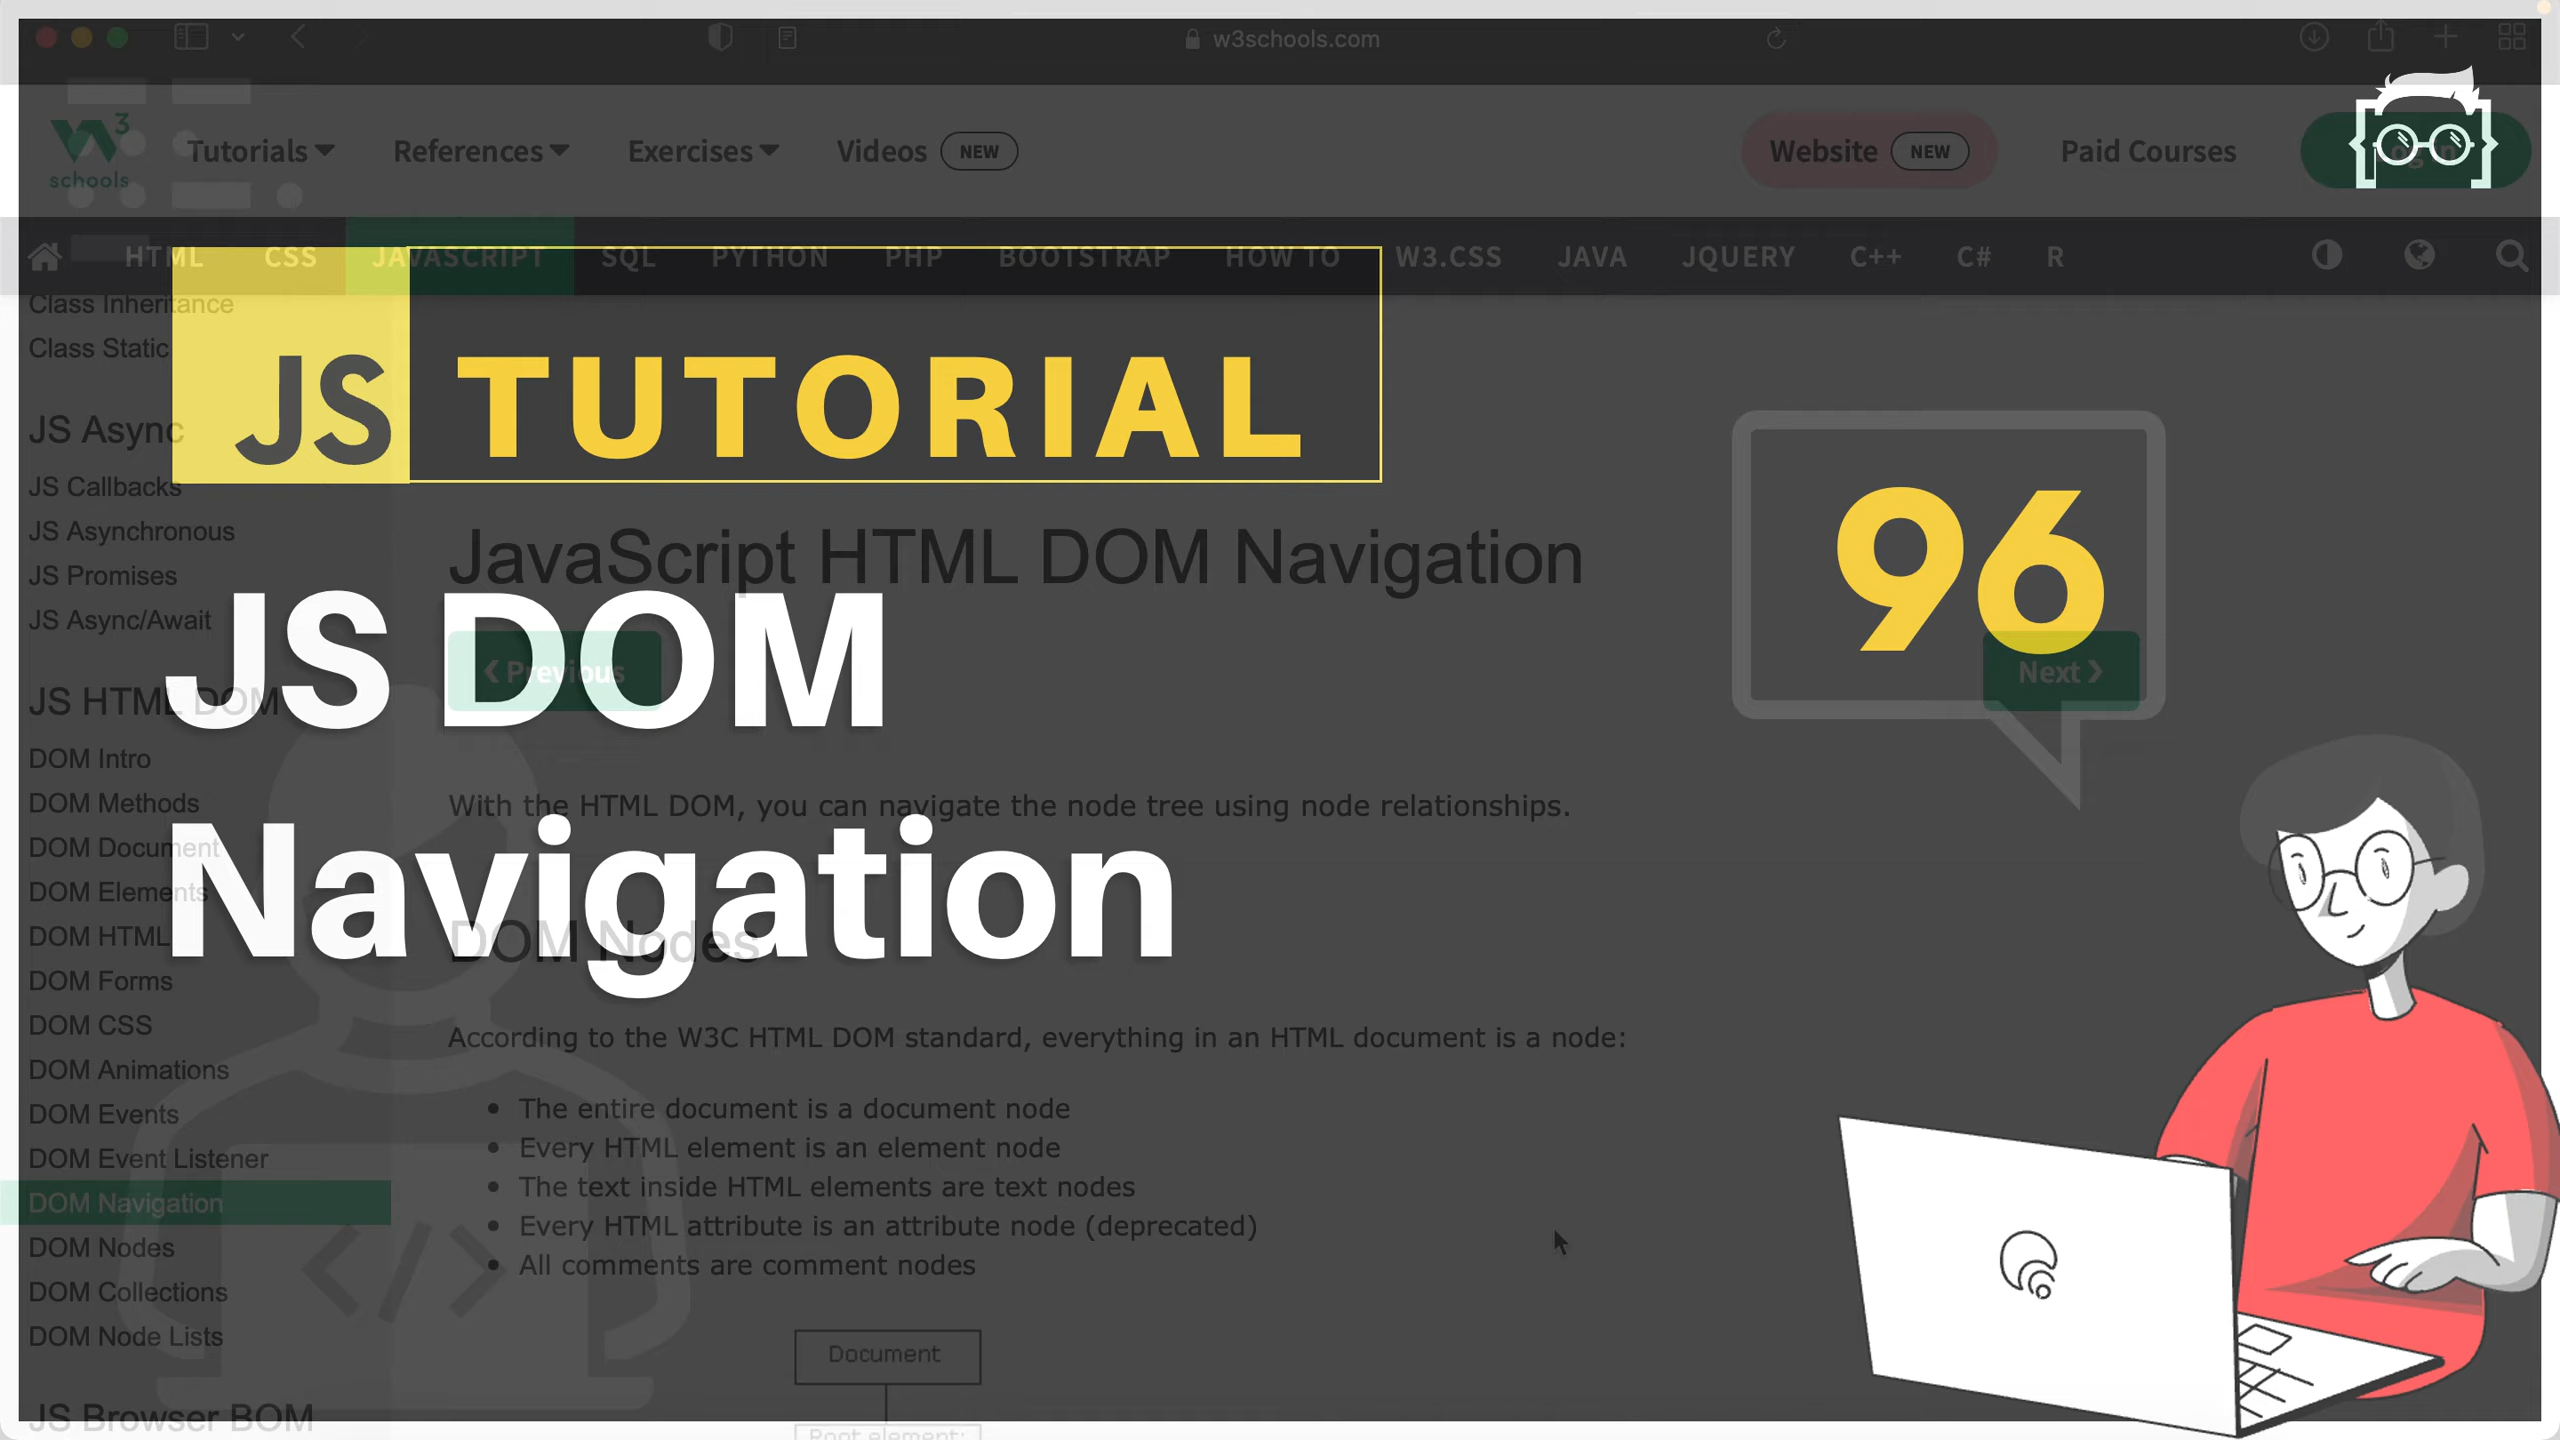 w3schools.com
W3
schools
Tutorials
References
Exercises
Videos NEW
Website NEW
Paid Courses
HTML CSS JAVASCRIPT SQL PYTHON PHP BOOTSTRAP HOW TO W3.CSS JAVA JQUERY C++ C# R
Class Inheritance
Class Static
JS Async
JS Callbacks
JS Asynchronous
JS Promises
JS Async/Await
JS HTML DOM
DOM Intro
DOM Methods
DOM Document
DOM Elements
DOM HTML
DOM Forms
DOM CSS
DOM Animations
DOM Events
DOM Event Listener
DOM Navigation
DOM Nodes
DOM Collections
DOM Node Lists
JS Browser BOM
JS TUTORIAL
96
JS DOM
Navigation
JavaScript HTML DOM Navigation
❮ Previous
Next ❯
With the HTML DOM, you can navigate the node tree using node relationships.
DOM Nodes
According to the W3C HTML DOM standard, everything in an HTML document is a node:
• The entire document is a document node
• Every HTML element is an element node
• The text inside HTML elements are text nodes
• Every HTML attribute is an attribute node (deprecated)
• All comments are comment nodes
Document
Root element:
</>